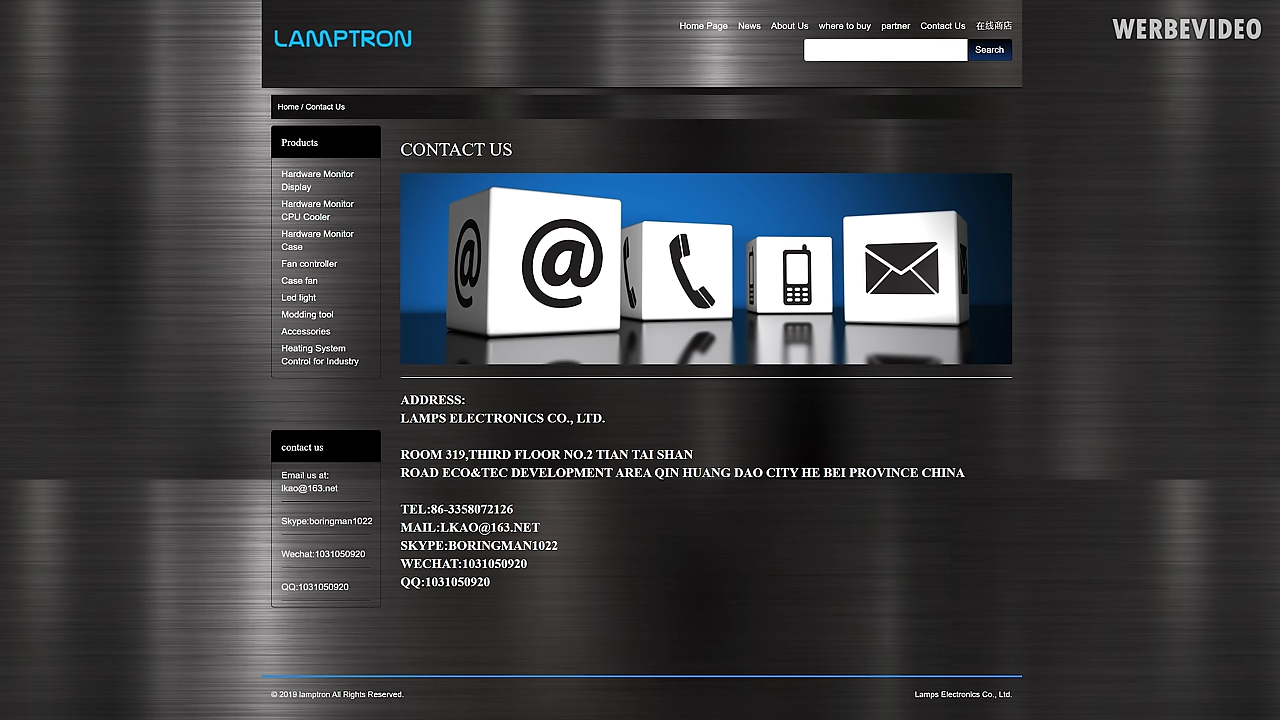 LAMPTRON
Home Page News About Us where to buy partner Contact Us 在线商店
WERBEVIDEO
Search
Home / Contact Us
Products
Hardware Monitor
Display
Hardware Monitor
CPU Cooler
Hardware Monitor
Case
Fan controller
Case fan
Led light
Modding tool
Accessories
Heating System
Control for Industry
contact us
Email us at:
lkao@163.net
Skype:boringman1022
Wechat:1031050920
QQ:1031050920
CONTACT US
@ @
ADDRESS:
LAMPS ELECTRONICS CO., LTD.
ROOM 319,THIRD FLOOR NO.2 TIAN TAI SHAN
ROAD ECO&TEC DEVELOPMENT AREA QIN HUANG DAO CITY HE BEI PROVINCE CHINA
TEL:86-3358072126
MAIL:LKAO@163.NET
SKYPE:BORINGMAN1022
WECHAT:1031050920
QQ:1031050920
© 2019 lamptron All Rights Reserved.
Lamps Electronics Co., Ltd.